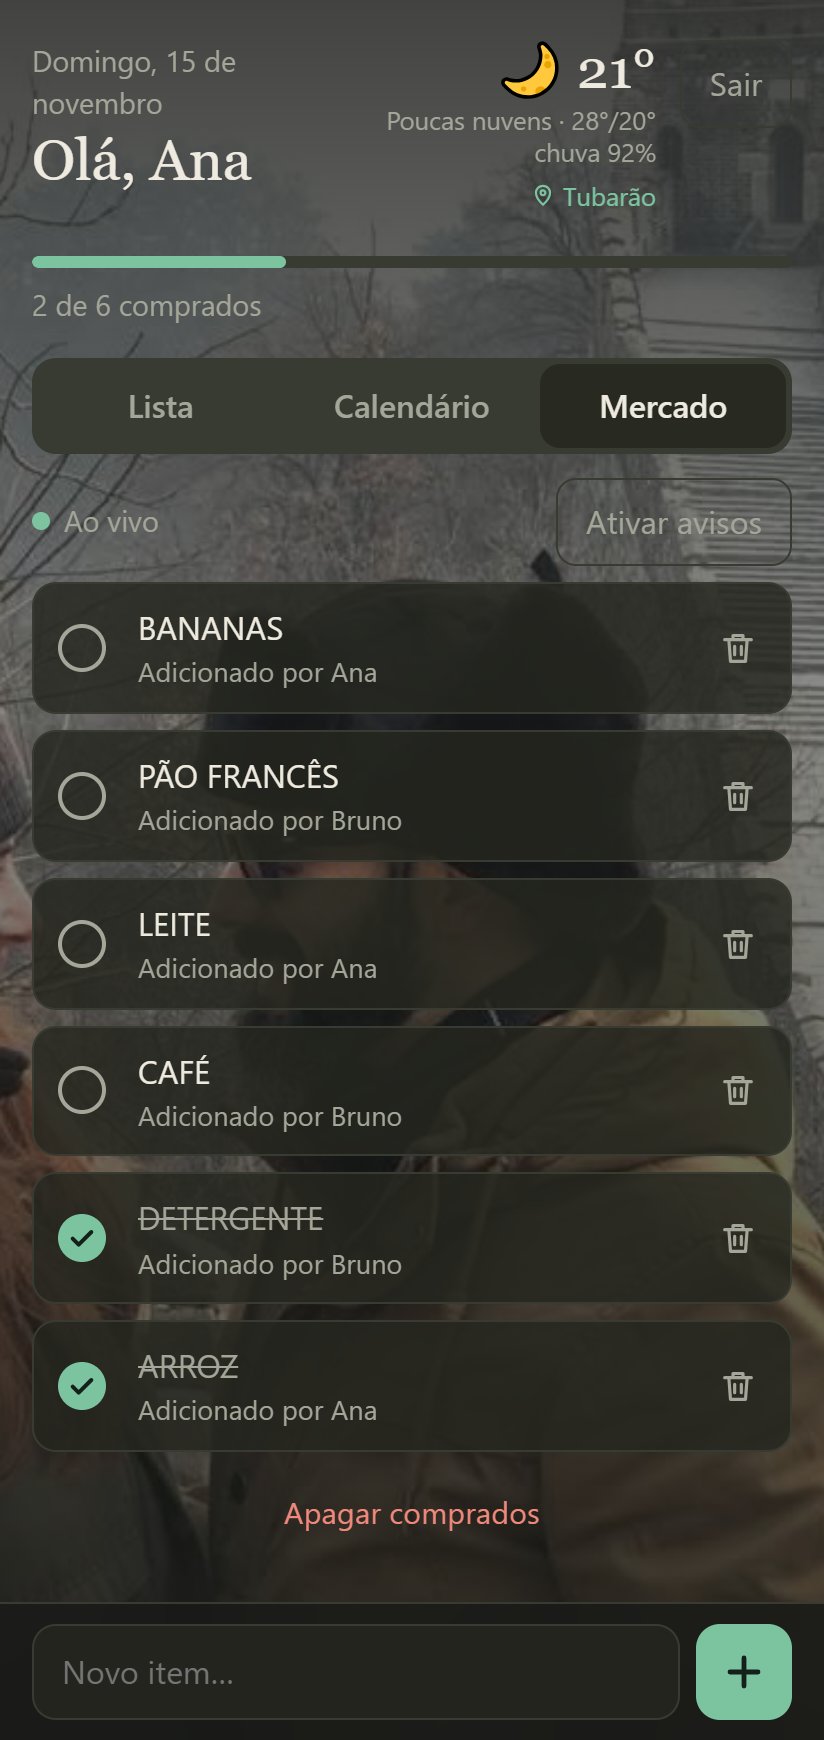 Domingo, 15 de
novembro
Olá, Ana
21°
Poucas nuvens · 28°/20°
chuva 92%
Tubarão
Sair
2 de 6 comprados
Lista
Calendário
Mercado
Ao vivo
Ativar avisos
BANANAS
Adicionado por Ana
PÃO FRANCÊS
Adicionado por Bruno
LEITE
Adicionado por Ana
CAFÉ
Adicionado por Bruno
DETERGENTE
Adicionado por Bruno
ARROZ
Adicionado por Ana
Apagar comprados
Novo item...